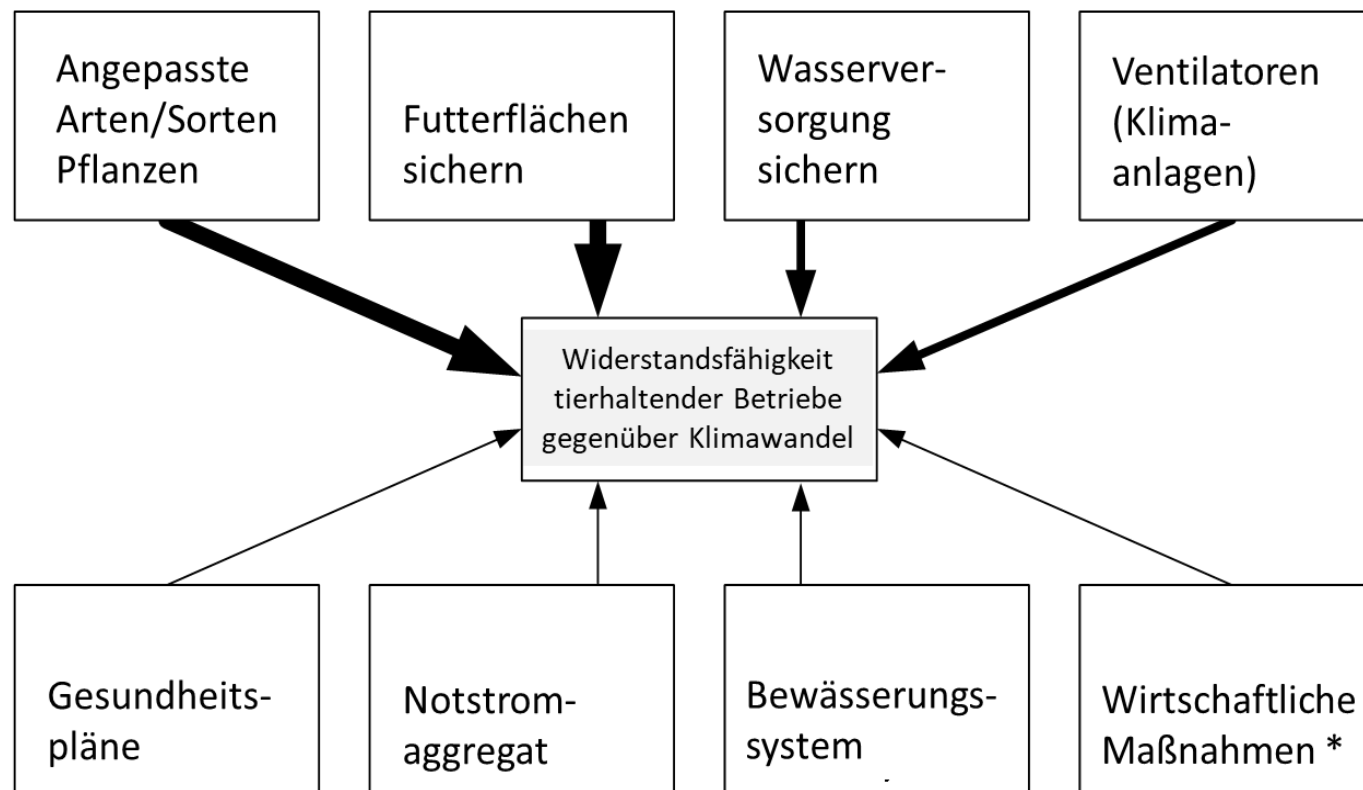 Angepasste
Arten/Sorten
Pflanzen
Futterflächen
sichern
Wasserver-
sorgung
sichern
Ventilatoren
(Klima-
anlagen)
Widerstandsfähigkeit
tierhaltender Betriebe
gegenüber Klimawandel
Gesundheits-
pläne
Notstrom-
aggregat
Bewässerungs-
system
Wirtschaftliche
Maßnahmen *